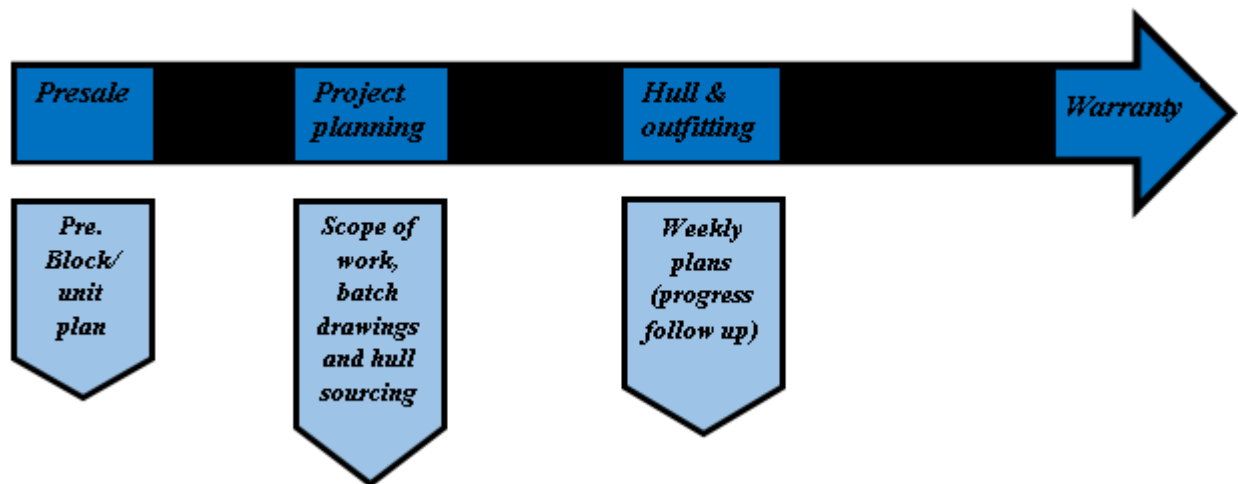 Presale
Project
planning
Hull &
outfitting
Warranty
Pre.
Block/
unit
plan
Scope of
work,
batch
drawings
and hull
sourcing
Weekly
plans
(progress
follow up)